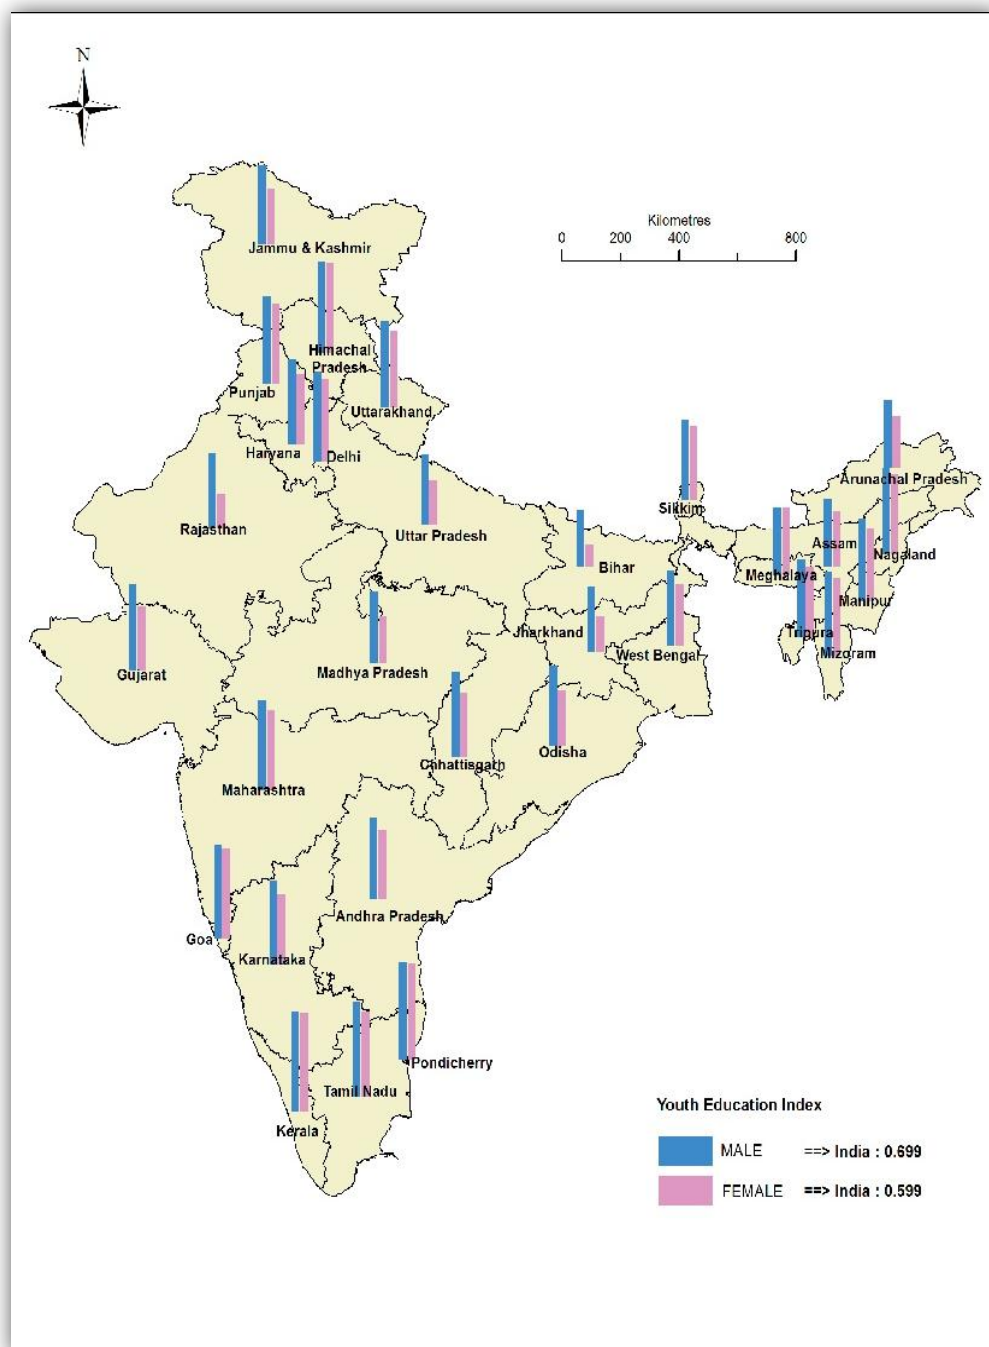 N
Kilometres
0 200 400 800
Jammu & Kashmir
Himachal
Pradesh
Punjab
Uttarakhand
Haryana
Delhi
Sikkim
Arunachal Pradesh
Rajasthan
Uttar Pradesh
Assam
Nagaland
Bihar
Meghalaya
Manipur
Jharkhand
Tripura
West Bengal
Mizoram
Gujarat
Madhya Pradesh
Odisha
Chhattisgarh
Maharashtra
Andhra Pradesh
Goa
Karnataka
Pondicherry
Tamil Nadu
Kerala
Youth Education Index
MALE ==> India : 0.699
FEMALE ==> India : 0.599